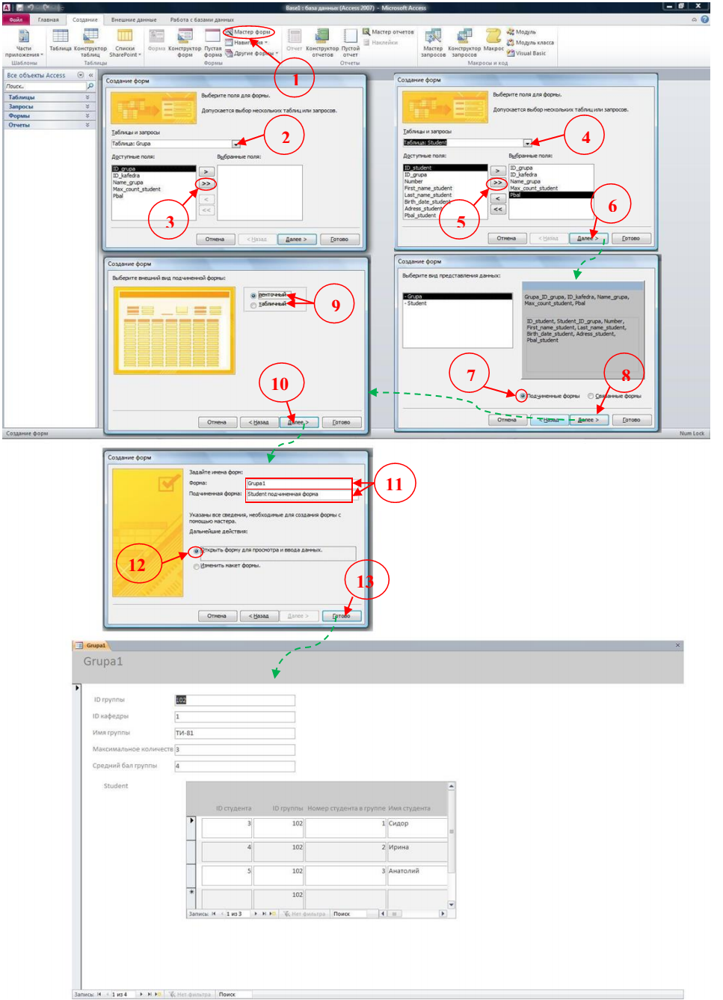 Base1 : база данных (Access 2007) - Microsoft Access
Файл Главная Создание Внешние данные Работа с базами данных
Части приложения
Таблица
Конструктор таблиц
Списки SharePoint
Форма
Конструктор форм
Пустая форма
Мастер форм
Навигация
Другие формы
Отчет
Конструктор отчетов
Пустой отчет
Мастер отчетов
Наклейки
Мастер запросов
Конструктор запросов
Макрос
Модуль
Модуль класса
Visual Basic
Шаблоны Таблицы Формы Отчеты Макросы и код
1
Все объекты Access
Поиск..
Таблицы
Запросы
Формы
Отчеты
Создание форм
Выберите поля для формы.
Допускается выбор нескольких таблиц или запросов.
Таблицы и запросы
Таблица: Grupa
2
Доступные поля: Выбранные поля:
ID_grupa
ID_kafedra
Name_grupa
Max_count_student
Pbal
>
>>
<
<<
3
Отмена < Назад Далее > Готово
Создание форм
Выберите поля для формы.
Допускается выбор нескольких таблиц или запросов.
Таблицы и запросы
Таблица: Student
4
Доступные поля: Выбранные поля:
ID_student
ID_grupa
Number
First_name_student
Last_name_student
Birth_date_student
Adress_student
Pbal_student
>
>>
<
<<
ID_grupa
ID_kafedra
Name_grupa
Max_count_student
Pbal
5
6
Отмена < Назад Далее > Готово
Создание форм
Выберите внешний вид подчиненной формы:
ленточный
табличный
9
10
Отмена < Назад Далее > Готово
Создание форм
Выберите вид представления данных:
- Grupa
- Student
Grupa_ID_grupa, ID_kafedra, Name_grupa,
Max_count_student, Pbal
ID_student, Student_ID_grupa, Number,
First_name_student, Last_name_student,
Birth_date_student, Adress_student,
Pbal_student
7
8
Подчиненные формы Связанные формы
Отмена < Назад Далее > Готово
Создание форм Num Lock
Создание форм
Задайте имена форм:
Форма: Grupa1
Подчиненная форма: Student подчиненная форма
11
Указаны все сведения, необходимые для создания формы с
помощью мастера.
Дальнейшие действия:
Открыть форму для просмотра и ввода данных.
Изменить макет формы.
12
13
Отмена < Назад Далее > Готово
Grupa1
Grupa1
ID группы 102
ID кафедры 1
Имя группы ТИ-81
Максимальное количеств 3
Средний бал группы 4
Student
ID студента ID группы Номер студента в группе Имя студента
3 102 1 Сидор
4 102 2 Ирина
5 102 3 Анатолий
102
Запись: 1 из 3 Нет фильтра Поиск
Запись: 1 из 4 Нет фильтра Поиск